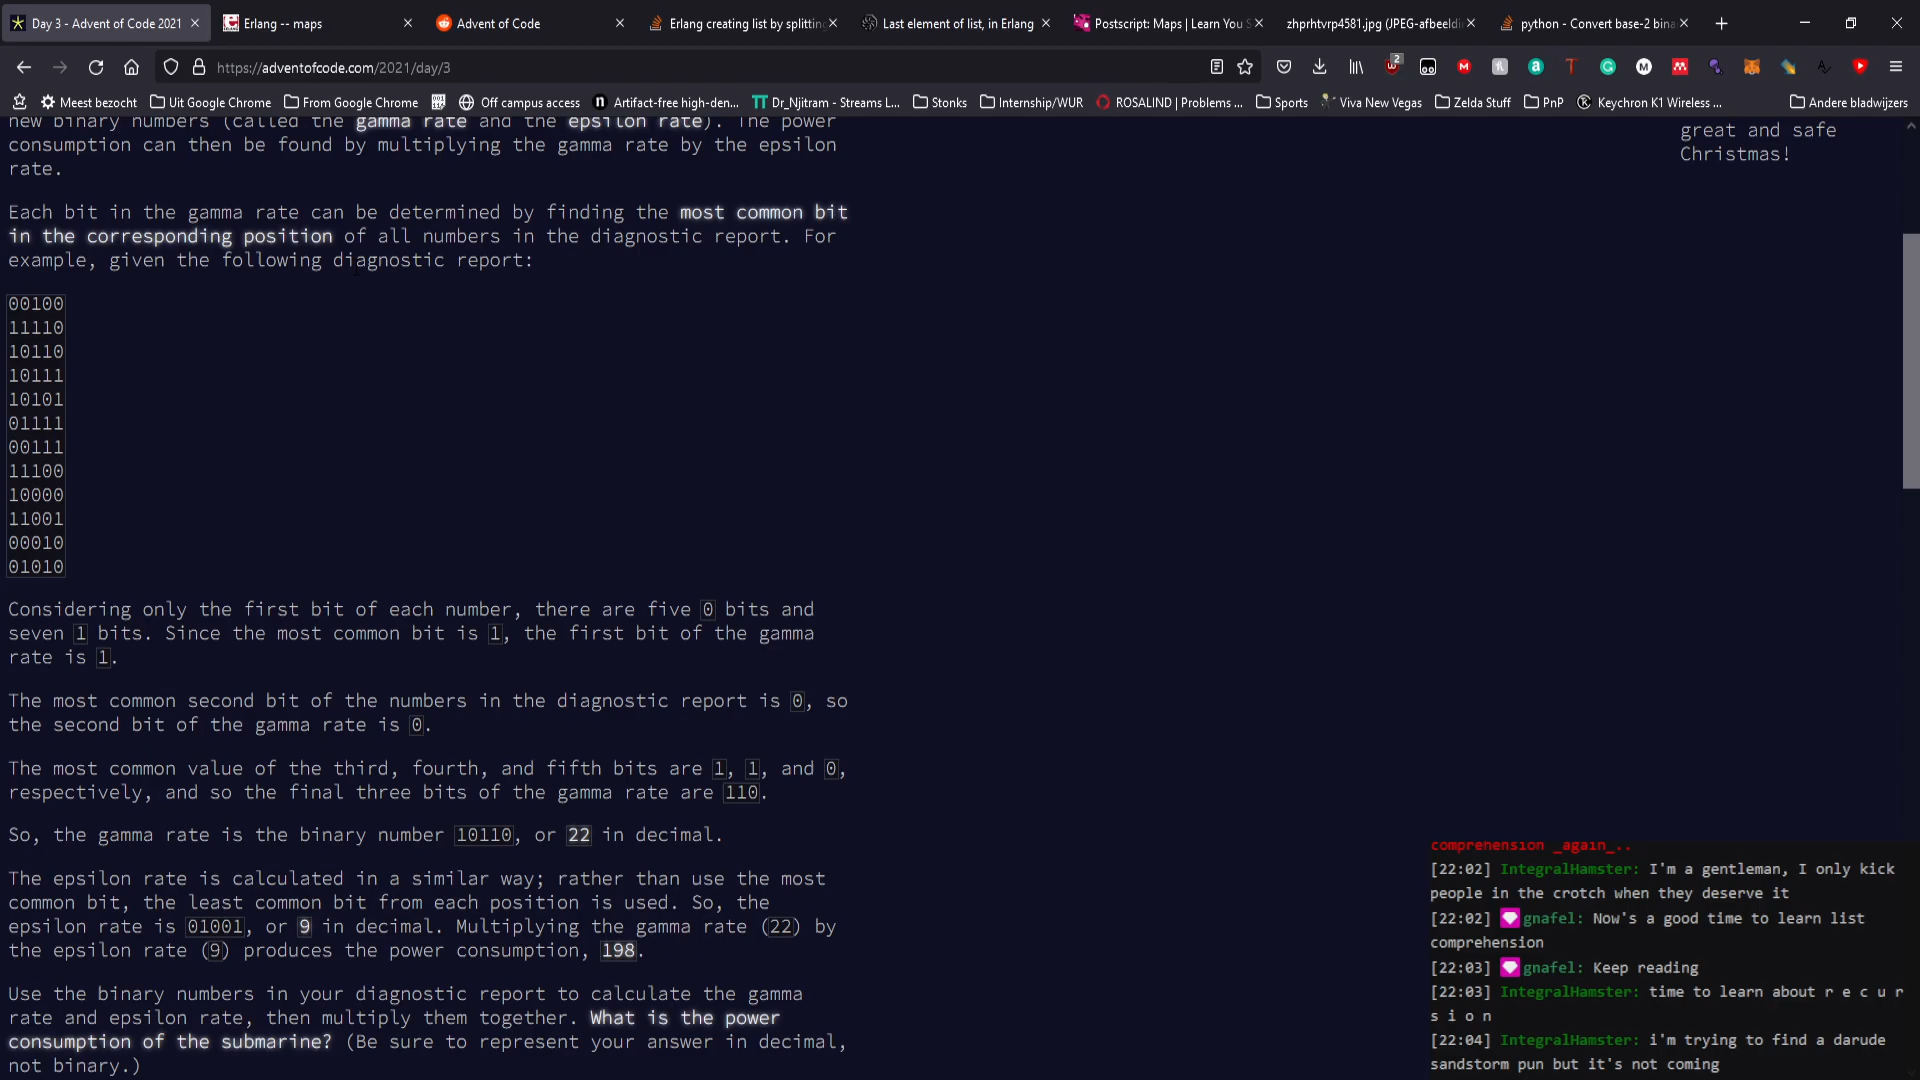 Day 3 - Advent of Code 2021
Erlang -- maps
Advent of Code
Erlang creating list by splitting
Last element of list, in Erlang
Postscript: Maps | Learn You S
zhprhtvrp4581.jpg (JPEG-afbeeldi
python - Convert base-2 bina
https://adventofcode.com/2021/day/3
2
Meest bezocht
Uit Google Chrome
From Google Chrome
Off campus access
Artifact-free high-den...
Dr_Njitram - Streams L...
Stonks
Internship/WUR
ROSALIND | Problems ...
Sports
Viva New Vegas
Zelda Stuff
PnP
Keychron K1 Wireless ...
Andere bladwijzers
new binary numbers (called the gamma rate and the epsilon rate). The power
consumption can then be found by multiplying the gamma rate by the epsilon
rate.
great and safe
Christmas!
Each bit in the gamma rate can be determined by finding the most common bit
in the corresponding position of all numbers in the diagnostic report. For
example, given the following diagnostic report:
00100
11110
10110
10111
10101
01111
00111
11100
10000
11001
00010
01010
Considering only the first bit of each number, there are five 0 bits and
seven 1 bits. Since the most common bit is 1, the first bit of the gamma
rate is 1.
The most common second bit of the numbers in the diagnostic report is 0, so
the second bit of the gamma rate is 0.
The most common value of the third, fourth, and fifth bits are 1, 1, and 0,
respectively, and so the final three bits of the gamma rate are 110.
So, the gamma rate is the binary number 10110, or 22 in decimal.
The epsilon rate is calculated in a similar way; rather than use the most
common bit, the least common bit from each position is used. So, the
epsilon rate is 01001, or 9 in decimal. Multiplying the gamma rate (22) by
the epsilon rate (9) produces the power consumption, 198.
Use the binary numbers in your diagnostic report to calculate the gamma
rate and epsilon rate, then multiply them together. What is the power
consumption of the submarine? (Be sure to represent your answer in decimal,
not binary.)
comprehension _again_..
[22:02] IntegralHamster: I'm a gentleman, I only kick
people in the crotch when they deserve it
[22:02] gnafel: Now's a good time to learn list
comprehension
[22:03] gnafel: Keep reading
[22:03] IntegralHamster: time to learn about r e c u r
s i o n
[22:04] IntegralHamster: i'm trying to find a darude
sandstorm pun but it's not coming